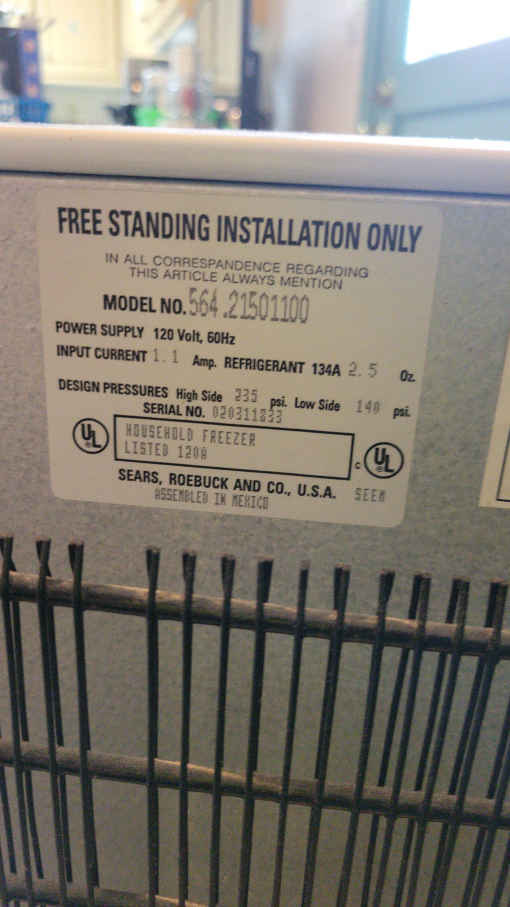 FREE STANDING INSTALLATION ONLY
IN ALL CORRESPANDENCE REGARDING
THIS ARTICLE ALWAYS MENTION
MODEL NO. 564.21501100
POWER SUPPLY 120 Volt, 60Hz
INPUT CURRENT 1.1 Amp. REFRIGERANT 134A 2.5 Oz.
DESIGN PRESSURES High Side 235 psi. Low Side 140 psi.
SERIAL NO. 020311833
UL
HOUSEHOLD FREEZER
LISTED 120A
C UL
SEARS, ROEBUCK AND CO., U.S.A. SEEM
ASSEMBLED IN MEXICO